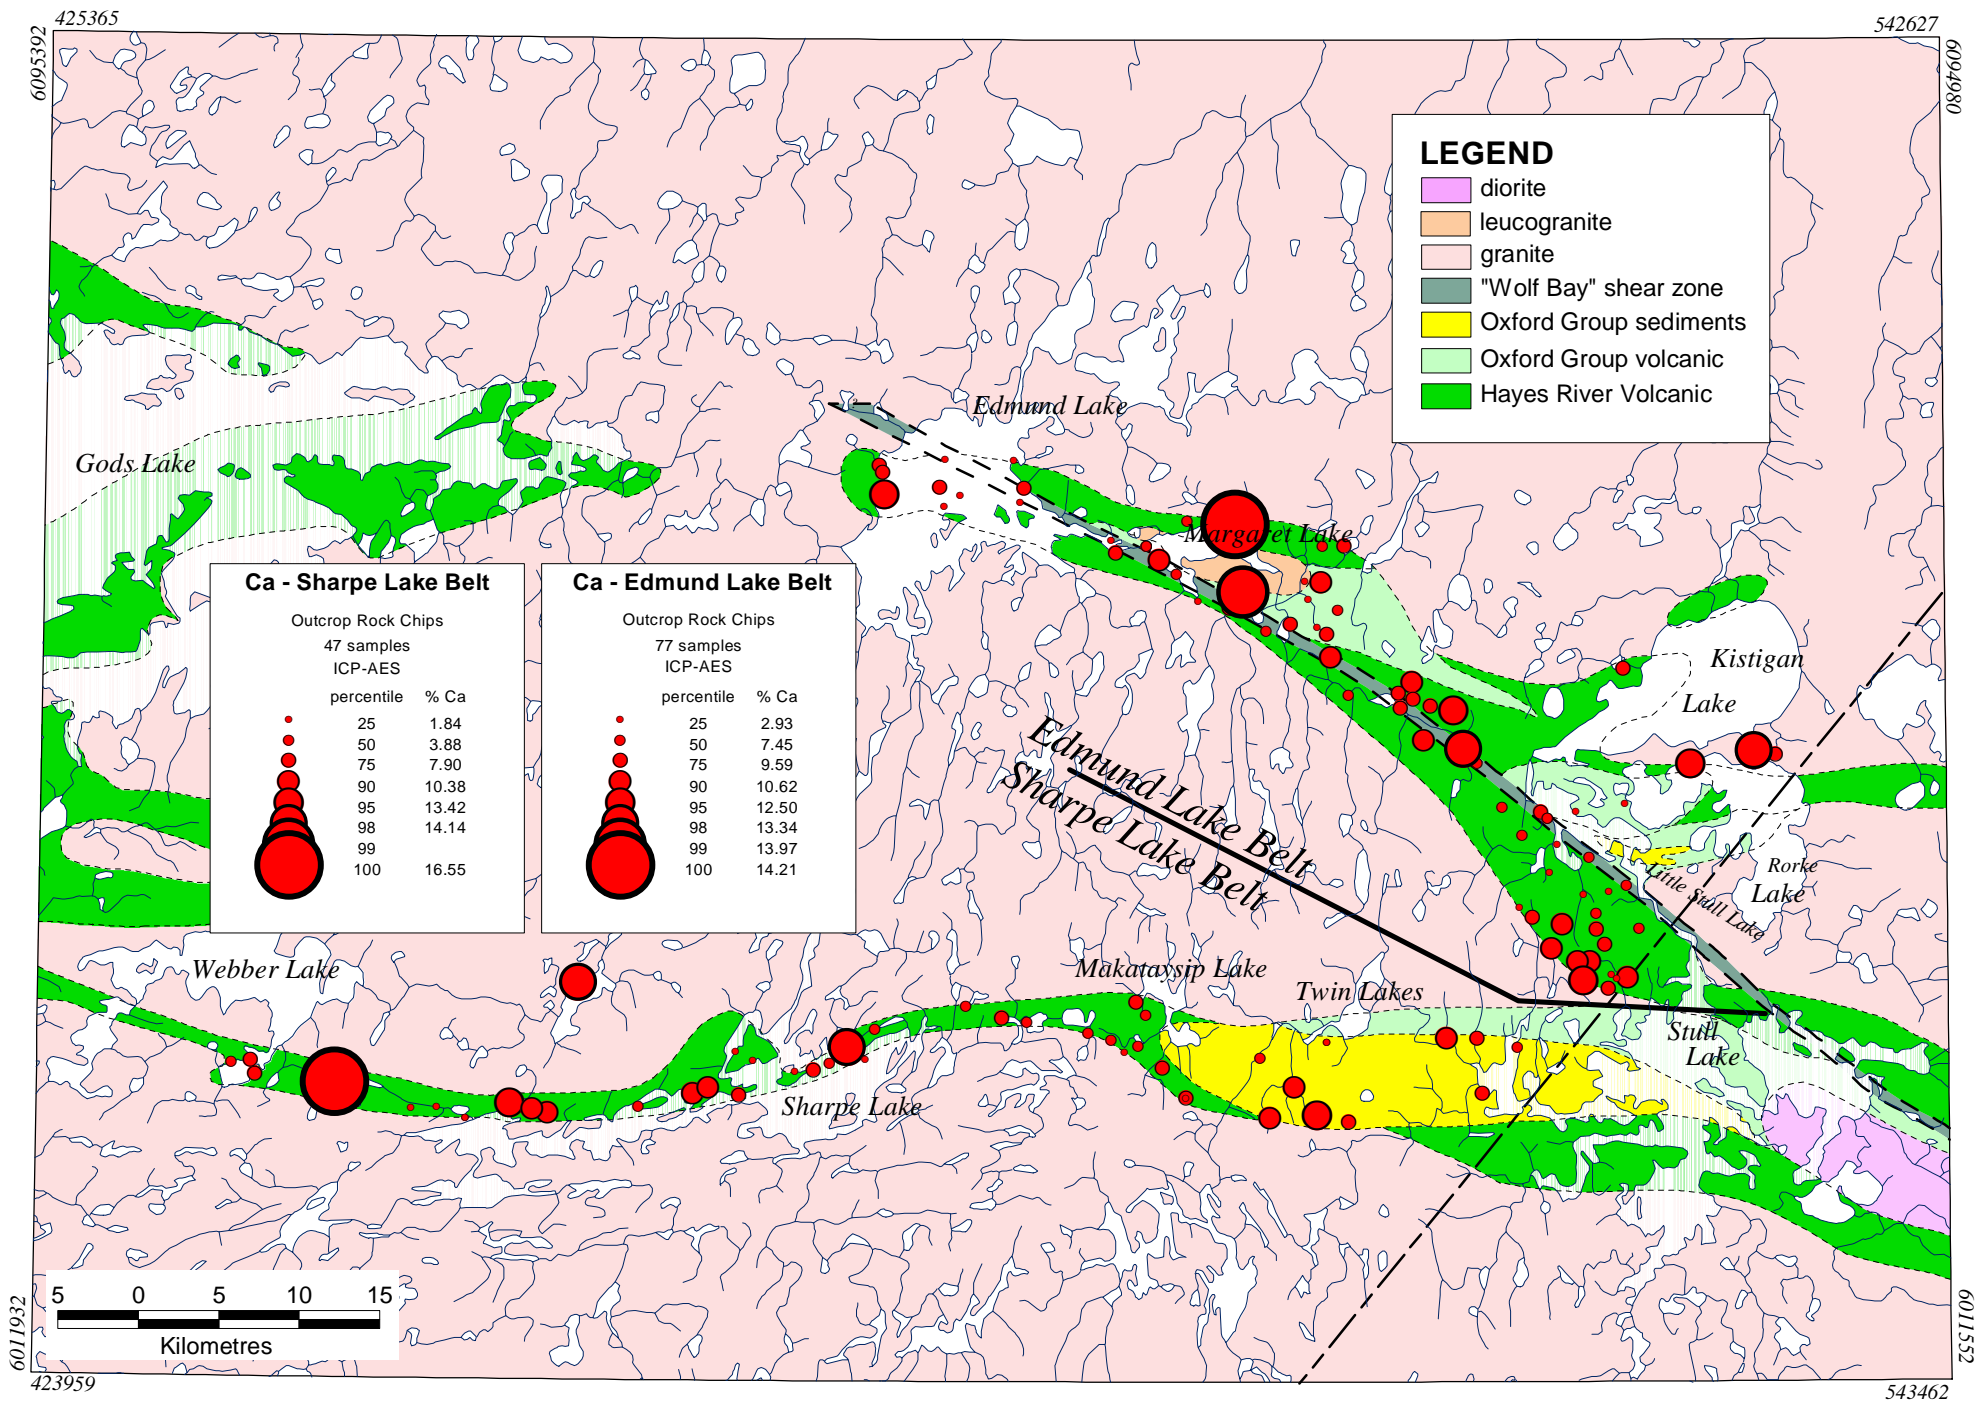 425365
542627
6095392
6094980
LEGEND
diorite
leucogranite
granite
"Wolf Bay" shear zone
Oxford Group sediments
Oxford Group volcanic
Hayes River Volcanic
Edmund Lake
Gods Lake
Margaret Lake
Ca - Sharpe Lake Belt
Outcrop Rock Chips
47 samples
ICP-AES
percentile % Ca
25 1.84
50 3.88
75 7.90
90 10.38
95 13.42
98 14.14
99
100 16.55
Ca - Edmund Lake Belt
Outcrop Rock Chips
77 samples
ICP-AES
percentile % Ca
25 2.93
50 7.45
75 9.59
90 10.62
95 12.50
98 13.34
99 13.97
100 14.21
Kistigan
Lake
Edmund Lake Belt
Sharpe Lake Belt
Rorke
Lake
Little Stull Lake
Webber Lake
Makataysip Lake
Twin Lakes
Stull
Lake
Sharpe Lake
5 0 5 10 15
Kilometres
6011932
6011552
423959
543462